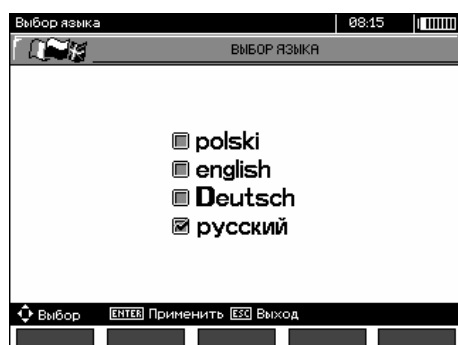 Выбор языка 08:15
ВЫБОР ЯЗЫКА
polski
english
Deutsch
русский
Выбор ENTER Применить ESC Выход